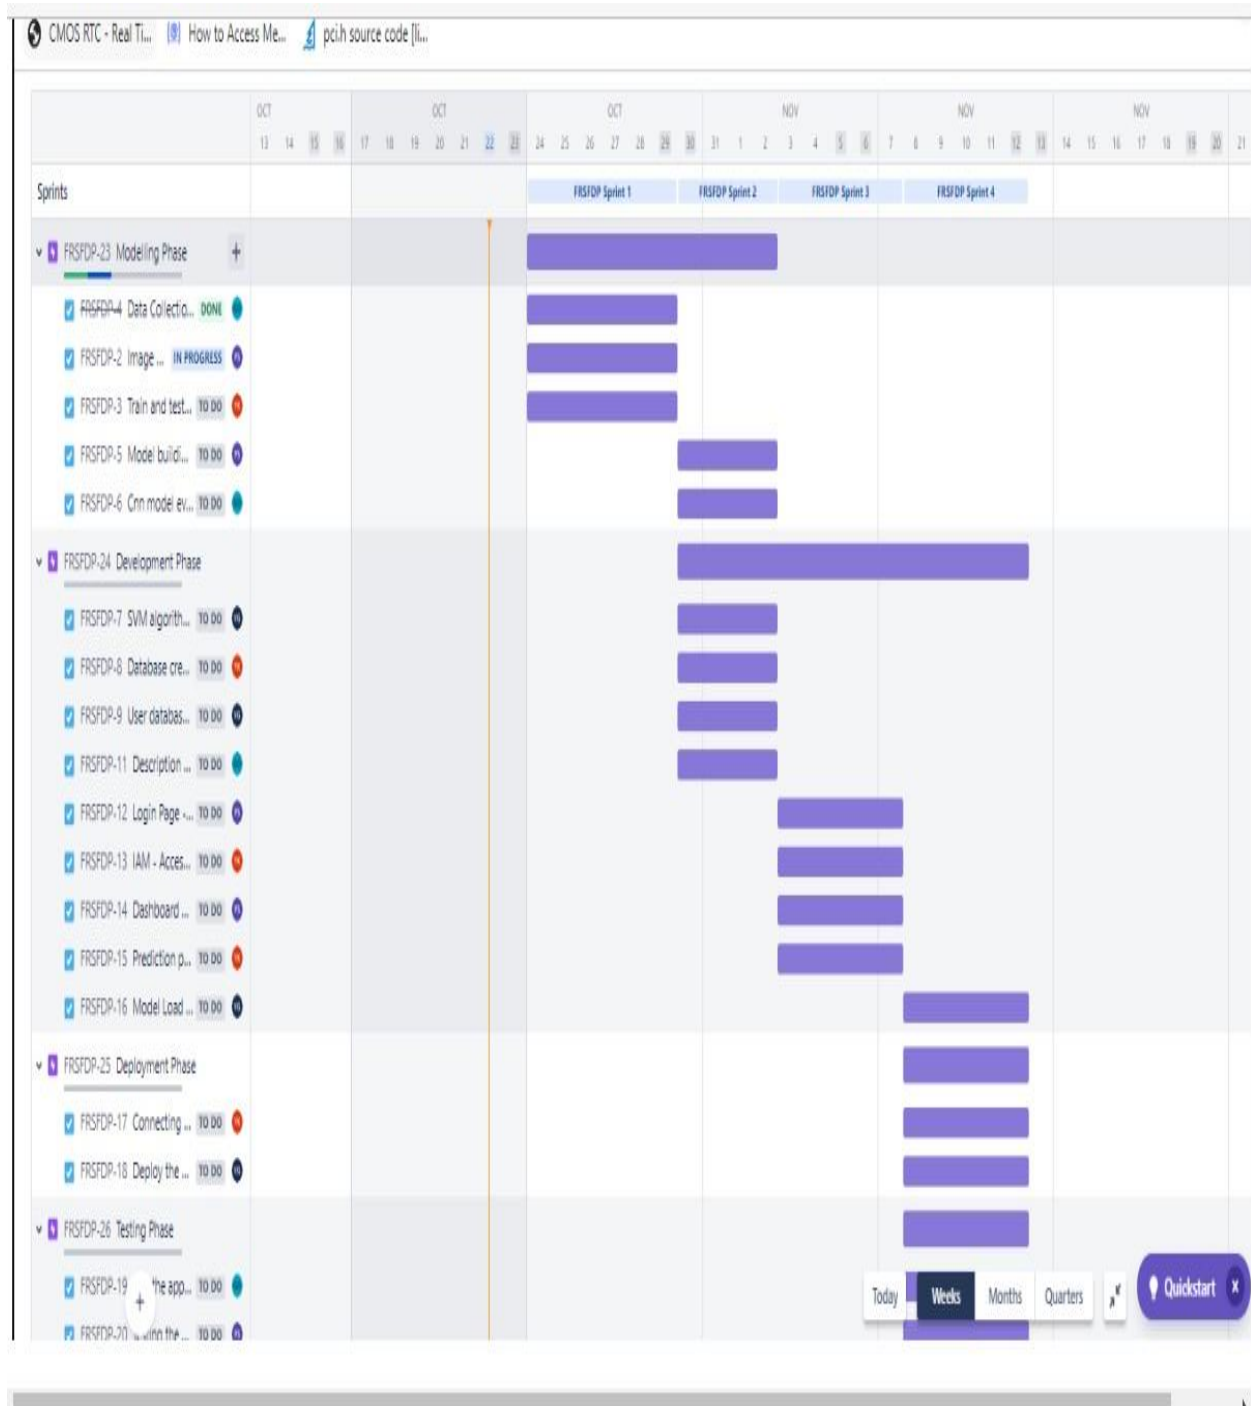 CMOS RTC - Real Ti... How to Access Me... pci.h source code [li...
OCT OCT OCT NOV NOV NOV
13 14 15 16 17 18 19 20 21 22 23 24 25 26 27 28 29 30 31 1 2 3 4 5 6 7 8 9 10 11 12 13 14 15 16 17 18 19 20 21
Sprints FRSFDP Sprint 1 FRSFDP Sprint 2 FRSFDP Sprint 3 FRSFDP Sprint 4
FRSFDP-23 Modelling Phase +
FRSFDP-4 Data Collectio... DONE
FRSFDP-2 Image ... IN PROGRESS
FRSFDP-3 Train and test... TO DO
FRSFDP-5 Model buildi... TO DO
FRSFDP-6 Cnn model ev... TO DO
FRSFDP-24 Development Phase
FRSFDP-7 SVM algorith... TO DO
FRSFDP-8 Database cre... TO DO
FRSFDP-9 User databas... TO DO
FRSFDP-11 Description ... TO DO
FRSFDP-12 Login Page -... TO DO
FRSFDP-13 IAM - Acces... TO DO
FRSFDP-14 Dashboard ... TO DO
FRSFDP-15 Prediction p... TO DO
FRSFDP-16 Model Load ... TO DO
FRSFDP-25 Deployment Phase
FRSFDP-17 Connecting ... TO DO
FRSFDP-18 Deploy the ... TO DO
FRSFDP-26 Testing Phase
FRSFDP-19 the app... TO DO
Today Weeks Months Quarters Quickstart x
FRSFDP-20 the ... TO DO